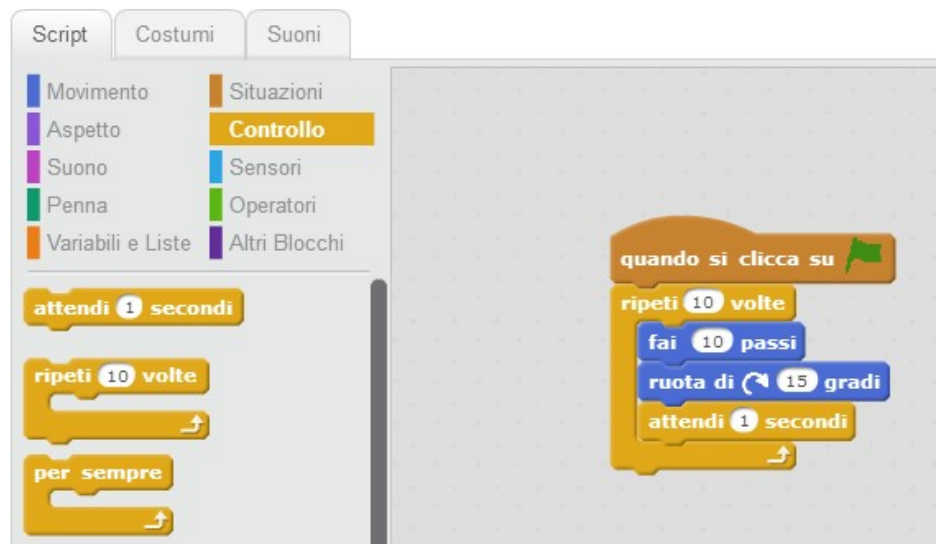 Script Costumi Suoni
Movimento Situazioni
Aspetto Controllo
Suono Sensori
Penna Operatori
Variabili e Liste Altri Blocchi
attendi 1 secondi
ripeti 10 volte
per sempre
quando si clicca su
ripeti 10 volte
fai 10 passi
ruota di 15 gradi
attendi 1 secondi